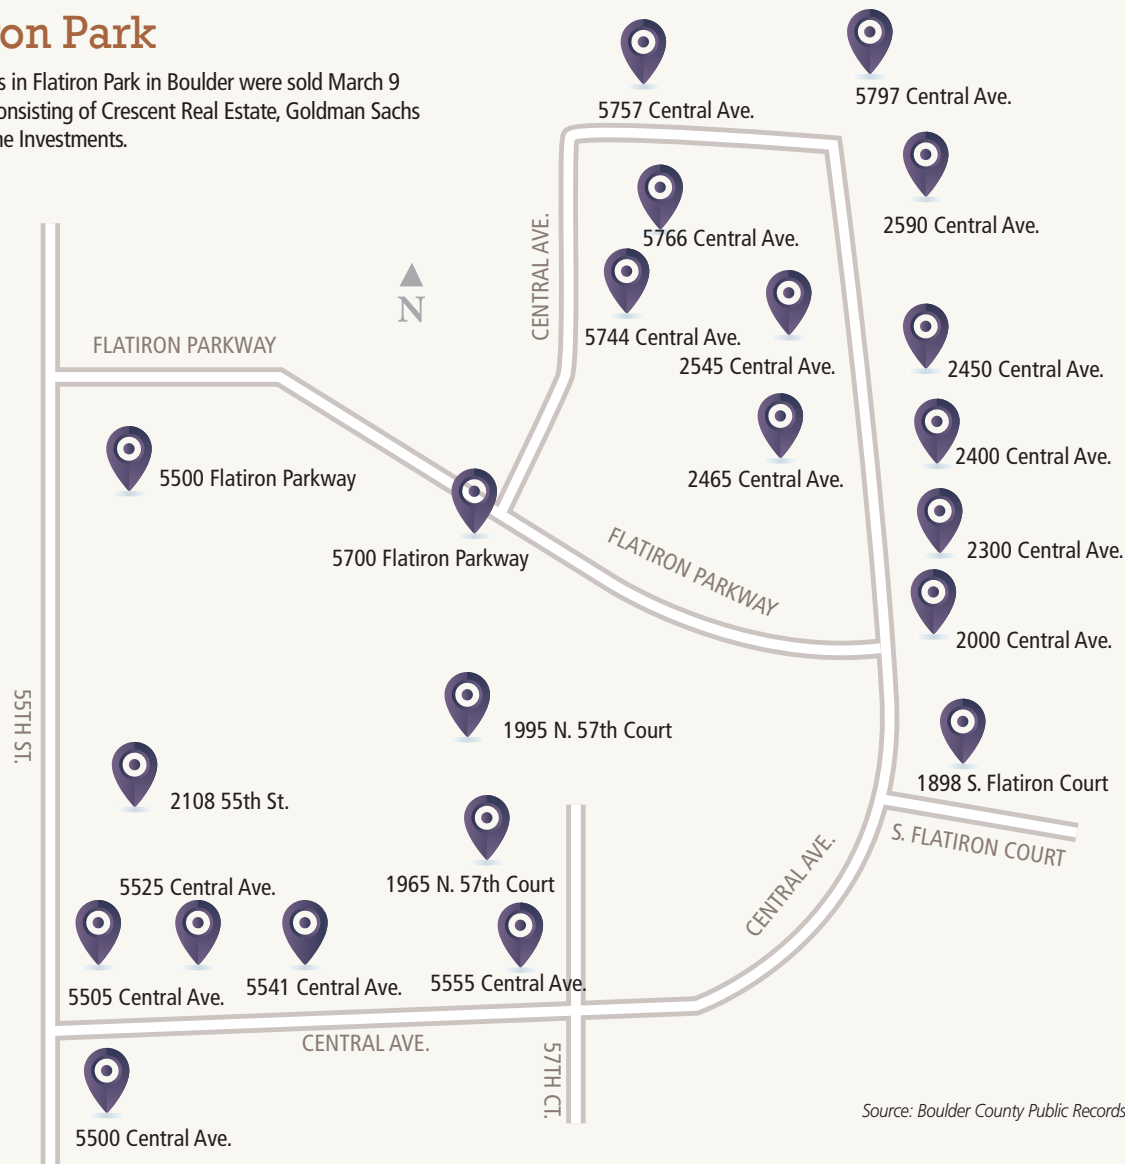 on Park
s in Flatiron Park in Boulder were sold March 9
onsisting of Crescent Real Estate, Goldman Sachs
ne Investments.
5757 Central Ave.
5797 Central Ave.
5766 Central Ave.
2590 Central Ave.
CENTRAL AVE.
N
5744 Central Ave.
2545 Central Ave.
FLATIRON PARKWAY
2450 Central Ave.
2400 Central Ave.
5500 Flatiron Parkway
2465 Central Ave.
5700 Flatiron Parkway
2300 Central Ave.
FLATIRON PARKWAY
2000 Central Ave.
55TH ST.
1995 N. 57th Court
1898 S. Flatiron Court
2108 55th St.
S. FLATIRON COURT
CENTRAL AVE.
5525 Central Ave.
1965 N. 57th Court
5505 Central Ave.
5541 Central Ave.
5555 Central Ave.
CENTRAL AVE.
57TH CT.
5500 Central Ave.
Source: Boulder County Public Records